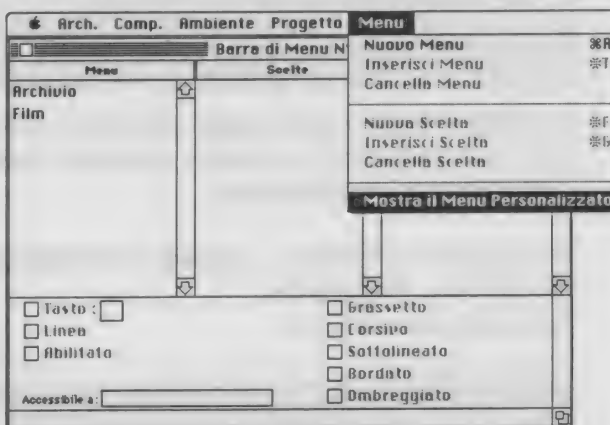 Arch. Comp. Ambiente Progetto Menu
Barra di Menu N
Menu
Scelte
Archivio
Film
Nuovo Menu ⌘R
Inserisci Menu ⌘T
Cancella Menu
Nuova Scelta ⌘F
Inserisci Scelta ⌘G
Cancella Scelta
Mostra il Menu Personalizzato
Tasto :
Linea
Abilitato
Accessibile a :
Grassetto
Corsivo
Sottolineato
Bordato
Ombreggiato